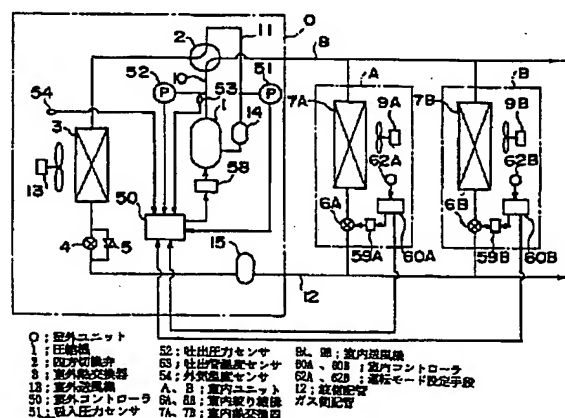 O
2
11
8
10
52
P
53
51
P
54
1
14
3
13
58
50
4
5
15
12
A
7A
9A
62A
6A
59A
60A
B
7B
9B
62B
6B
59B
60B
O;室外ユニット
1;圧縮機
2;四方切換弁
3;室外熱交換器
13;室外送風機
50;室外コントローラ
51;吸入圧力センサ
52;吐出圧力センサ
53;吐出管温度センサ
54;外気温度センサ
A、B;室内ユニット
6A、6B;室内絞り機構
7A、7B;室内熱交換器
9A、9B;室内送風機
60A、60B;室内コントローラ
62A、62B;運転モード設定手段
12;液側配管
ガス側配管